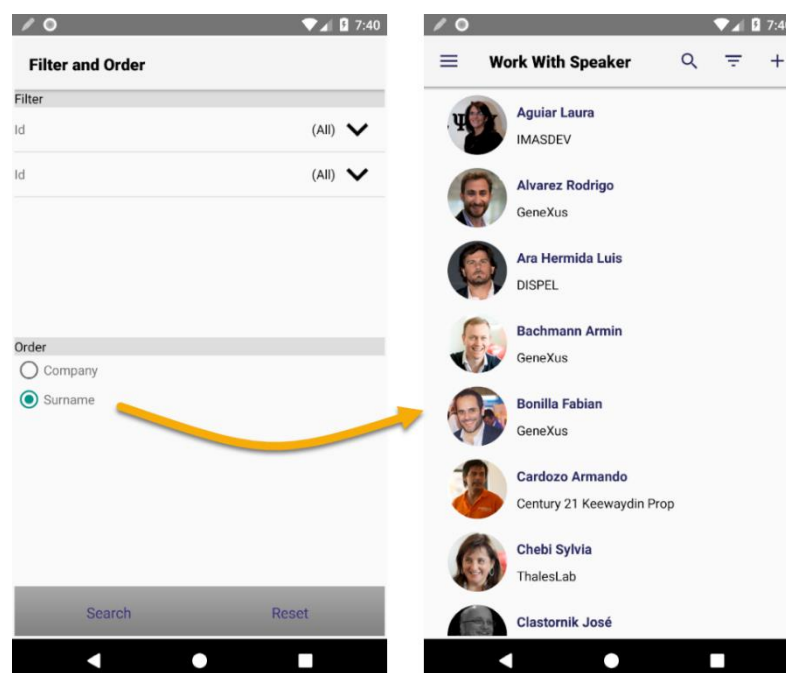 7:40
Filter and Order
Filter
Id (All)
Id (All)
Order
Company
Surname
Search Reset
7:40
Work With Speaker
Aguiar Laura
IMASDEV
Alvarez Rodrigo
GeneXus
Ara Hermida Luis
DISPEL
Bachmann Armin
GeneXus
Bonilla Fabian
GeneXus
Cardozo Armando
Century 21 Keewaydin Prop
Chebi Sylvia
ThalesLab
Clastornik José